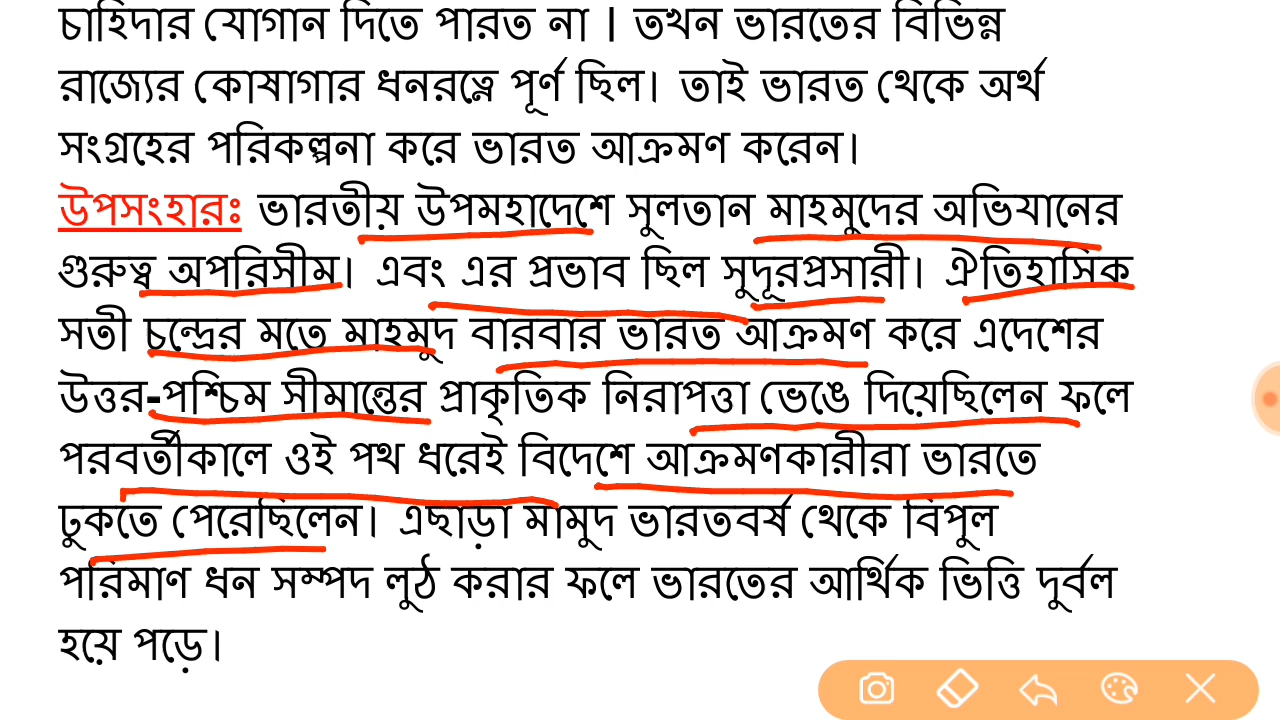 চাহিদার যোগান দিতে পারত না । তখন ভারতের বিভিন্ন
রাজ্যের কোষাগার ধনরত্নে পূর্ণ ছিল। তাই ভারত থেকে অর্থ
সংগ্রহের পরিকল্পনা করে ভারত আক্রমণ করেন।
উপসংহারঃ ভারতীয় উপমহাদেশে সুলতান মাহমুদের অভিযানের
গুরুত্ব অপরিসীম। এবং এর প্রভাব ছিল সুদূরপ্রসারী। ঐতিহাসিক
সতী চন্দ্রের মতে মাহমুদ বারবার ভারত আক্রমণ করে এদেশের
উত্তর-পশ্চিম সীমান্তের প্রাকৃতিক নিরাপত্তা ভেঙে দিয়েছিলেন ফলে
পরবর্তীকালে ওই পথ ধরেই বিদেশে আক্রমণকারীরা ভারতে
ঢুকতে পেরেছিলেন। এছাড়া মামুদ ভারতবর্ষ থেকে বিপুল
পরিমাণ ধন সম্পদ লুঠ করার ফলে ভারতের আর্থিক ভিত্তি দুর্বল
হয়ে পড়ে।